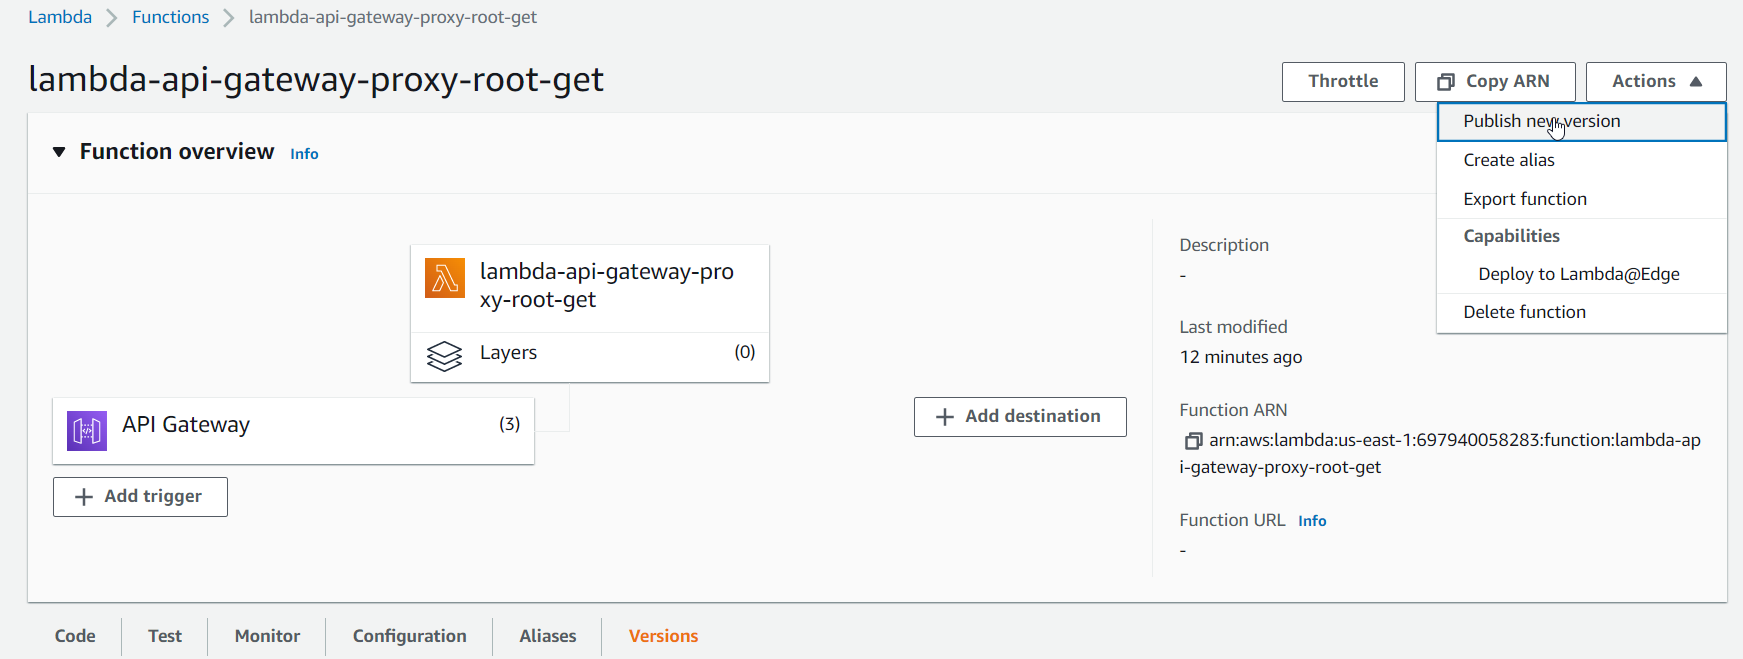 Lambda Functions lambda-api-gateway-proxy-root-get
lambda-api-gateway-proxy-root-get
Throttle
Copy ARN
Actions
Publish new version
Create alias
Export function
Capabilities
Deploy to Lambda@Edge
Delete function
Function overview Info
lambda-api-gateway-pro
xy-root-get
Layers (0)
API Gateway (3)
+ Add trigger
+ Add destination
Description
-
Last modified
12 minutes ago
Function ARN
arn:aws:lambda:us-east-1:697940058283:function:lambda-ap
i-gateway-proxy-root-get
Function URL Info
-
Code Test Monitor Configuration Aliases Versions